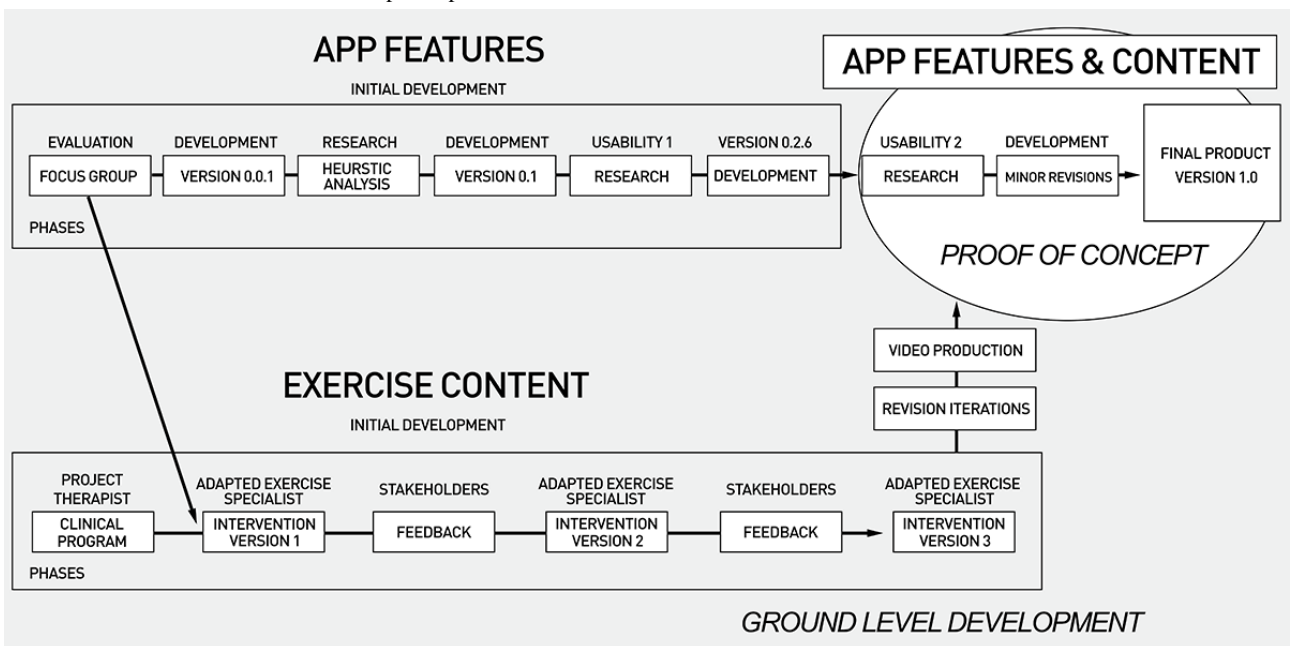 APP FEATURES
INITIAL DEVELOPMENT
EVALUATION
FOCUS GROUP
DEVELOPMENT
VERSION 0.0.1
RESEARCH
HEURSTIC
ANALYSIS
DEVELOPMENT
VERSION 0.1
USABILITY 1
RESEARCH
VERSION 0.2.6
DEVELOPMENT
PHASES
APP FEATURES & CONTENT
USABILITY 2
RESEARCH
DEVELOPMENT
MINOR REVISIONS
FINAL PRODUCT
VERSION 1.0
PROOF OF CONCEPT
VIDEO PRODUCTION
REVISION ITERATIONS
EXERCISE CONTENT
INITIAL DEVELOPMENT
PROJECT
THERAPIST
CLINICAL
PROGRAM
ADAPTED EXERCISE
SPECIALIST
INTERVENTION
VERSION 1
STAKEHOLDERS
FEEDBACK
ADAPTED EXERCISE
SPECIALIST
INTERVENTION
VERSION 2
STAKEHOLDERS
FEEDBACK
ADAPTED EXERCISE
SPECIALIST
INTERVENTION
VERSION 3
PHASES
GROUND LEVEL DEVELOPMENT